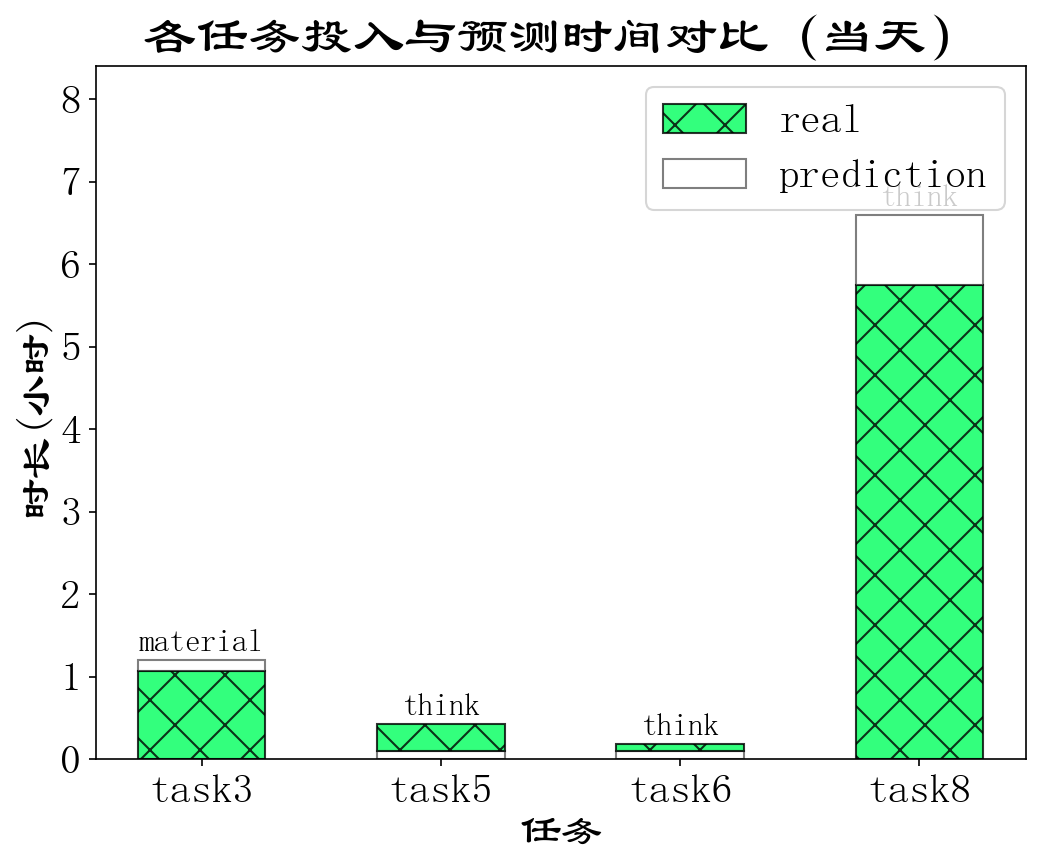 各任务投入与预测时间对比 (当天)
real
prediction
时长(小时)
8
7
6
5
4
3
2
1
0
material
think
think
think
task3
task5
task6
task8
任务